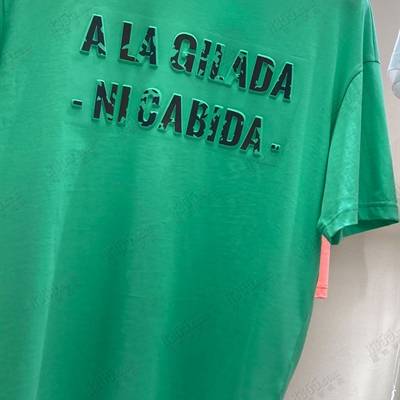 A LA GILADA
- NI CABIDA -